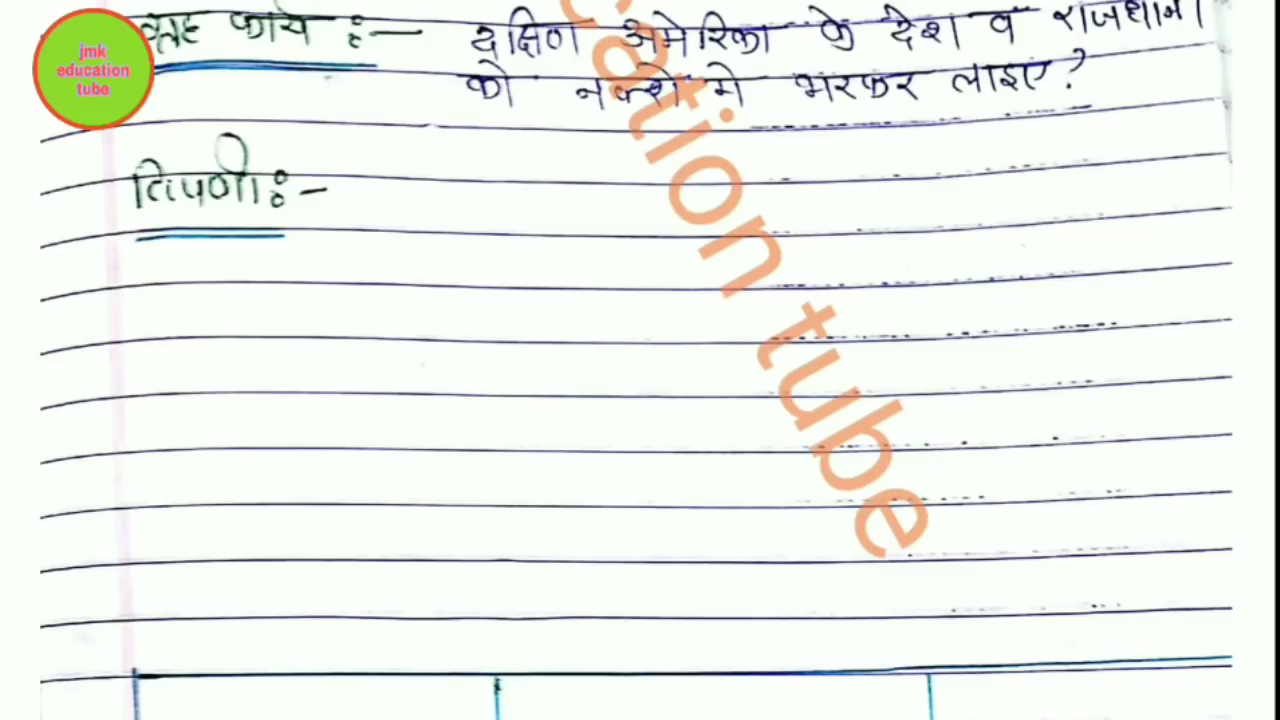 jmk
education
tube
गृह कार्य :— दक्षिण अमेरिका के देश व राजधानी
को नक्शे मे भरकर लाइए?
टिपणी :-
cation tube